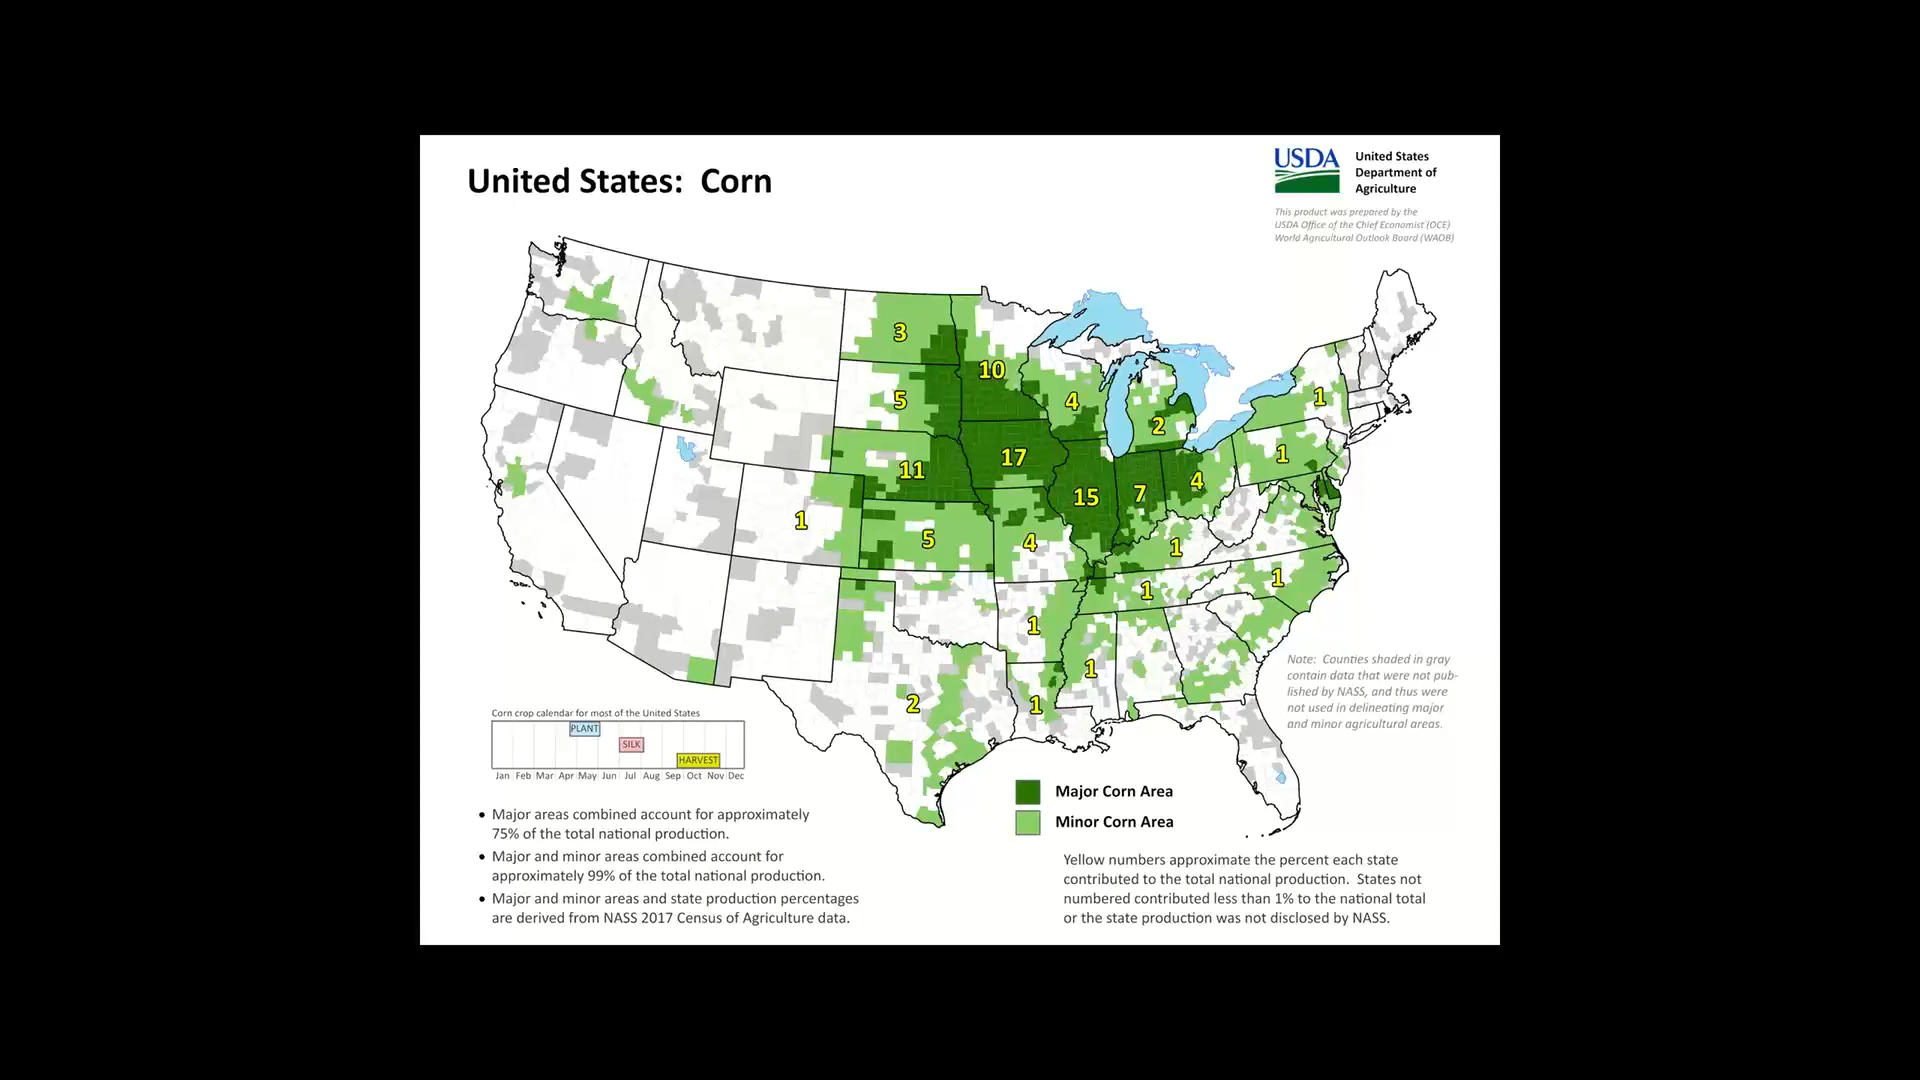 United States: Corn
USDA
United States
Department of
Agriculture
This product was prepared by the
USDA Office of the Chief Economist (OCE)
World Agricultural Outlook Board (WAOB)
3
10
5
4
1
2
11
17
1
15
7
4
1
5
4
1
1
1
1
1
2
1
Note: Counties shaded in gray
contain data that were not pub-
lished by NASS, and thus were
not used in delineating major
and minor agricultural areas.
Corn crop calendar for most of the United States
PLANT
SILK
HARVEST
Jan Feb Mar Apr May Jun Jul Aug Sep Oct Nov Dec
Major Corn Area
Minor Corn Area
• Major areas combined account for approximately
75% of the total national production.
• Major and minor areas combined account for
approximately 99% of the total national production.
• Major and minor areas and state production percentages
are derived from NASS 2017 Census of Agriculture data.
Yellow numbers approximate the percent each state
contributed to the total national production. States not
numbered contributed less than 1% to the national total
or the state production was not disclosed by NASS.